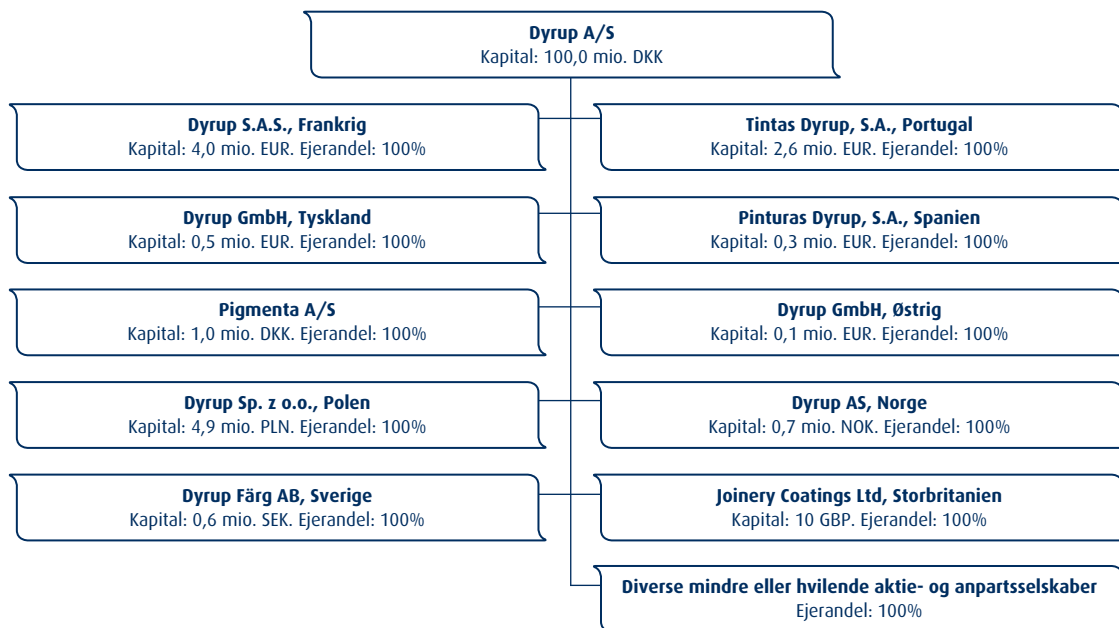 Dyrup A/S
Kapital: 100,0 mio. DKK
Dyrup S.A.S., Frankrig
Kapital: 4,0 mio. EUR. Ejerandel: 100%
Tintas Dyrup, S.A., Portugal
Kapital: 2,6 mio. EUR. Ejerandel: 100%
Dyrup GmbH, Tyskland
Kapital: 0,5 mio. EUR. Ejerandel: 100%
Pinturas Dyrup, S.A., Spanien
Kapital: 0,3 mio. EUR. Ejerandel: 100%
Pigmenta A/S
Kapital: 1,0 mio. DKK. Ejerandel: 100%
Dyrup GmbH, Østrig
Kapital: 0,1 mio. EUR. Ejerandel: 100%
Dyrup Sp. z o.o., Polen
Kapital: 4,9 mio. PLN. Ejerandel: 100%
Dyrup AS, Norge
Kapital: 0,7 mio. NOK. Ejerandel: 100%
Dyrup Färg AB, Sverige
Kapital: 0,6 mio. SEK. Ejerandel: 100%
Joinery Coatings Ltd, Storbritanien
Kapital: 10 GBP. Ejerandel: 100%
Diverse mindre eller hvilende aktie- og anpartsselskaber
Ejerandel: 100%